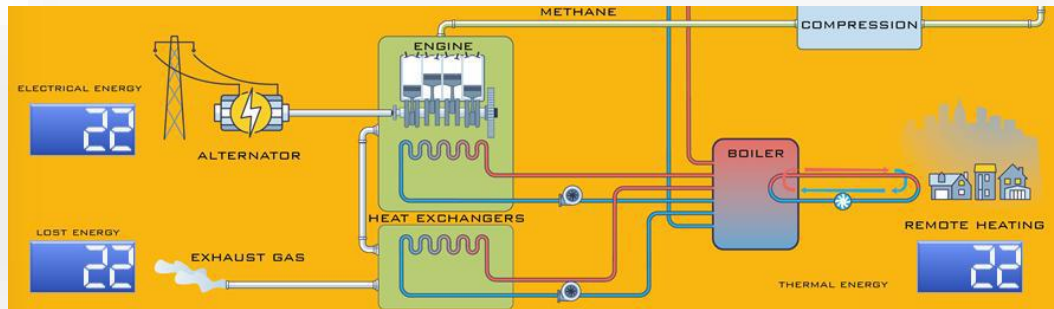 METHANE
COMPRESSION
ENGINE
ELECTRICAL ENERGY
22
ALTERNATOR
BOILER
HEAT EXCHANGERS
REMOTE HEATING
LOST ENERGY
22
EXHAUST GAS
THERMAL ENERGY
22